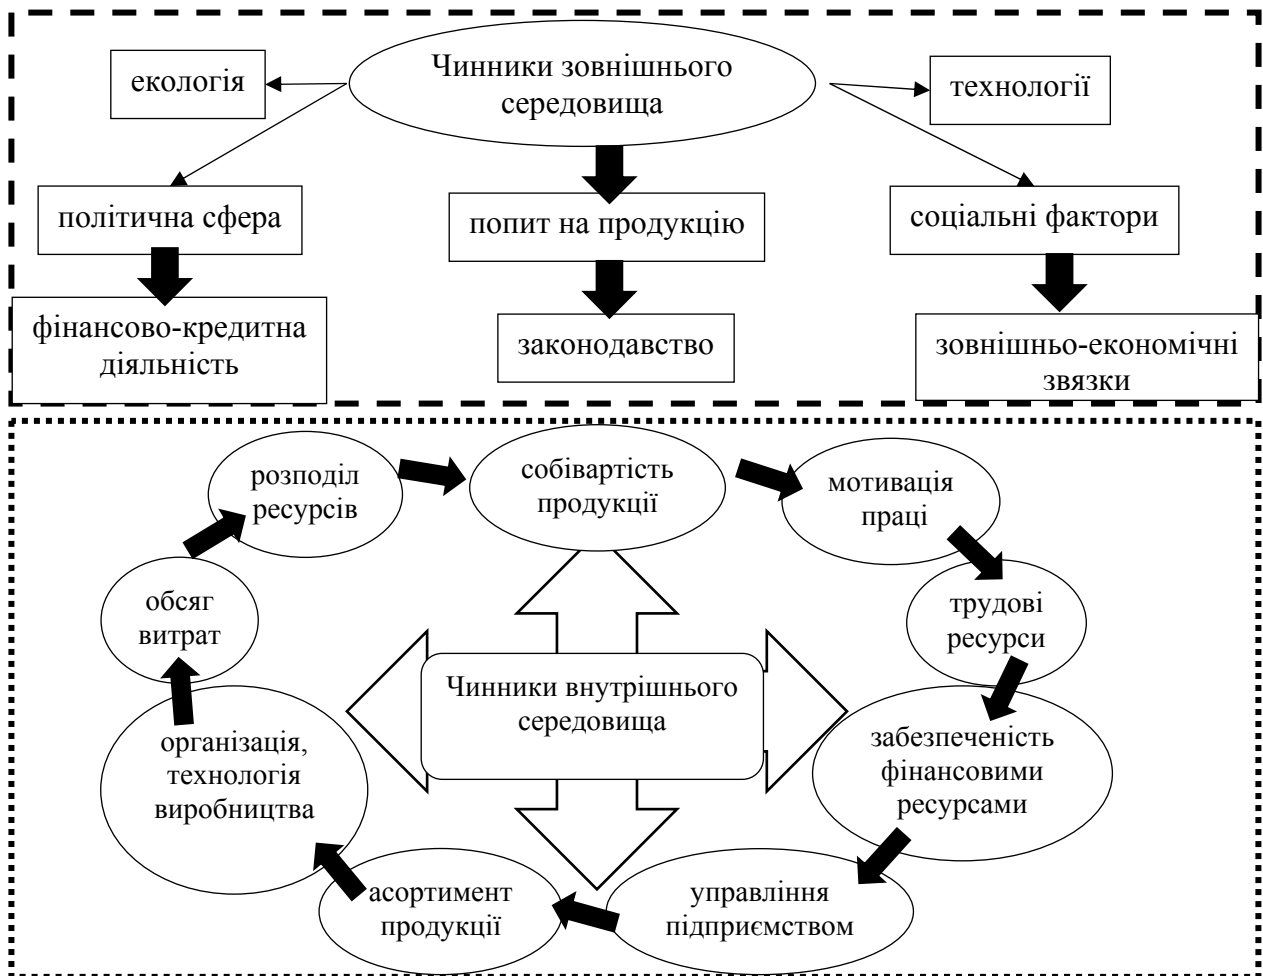 Чинники зовнішнього
середовища
екологія
технології
політична сфера
попит на продукцію
соціальні фактори
фінансово-кредитна
діяльність
законодавство
зовнішньо-економічні
звязки
розподіл
ресурсів
собівартість
продукції
мотивація
праці
обсяг
витрат
трудові
ресурси
Чинники внутрішнього
середовища
організація,
технологія
виробництва
забезпеченість
фінансовими
ресурсами
асортимент
продукції
управління
підприємством